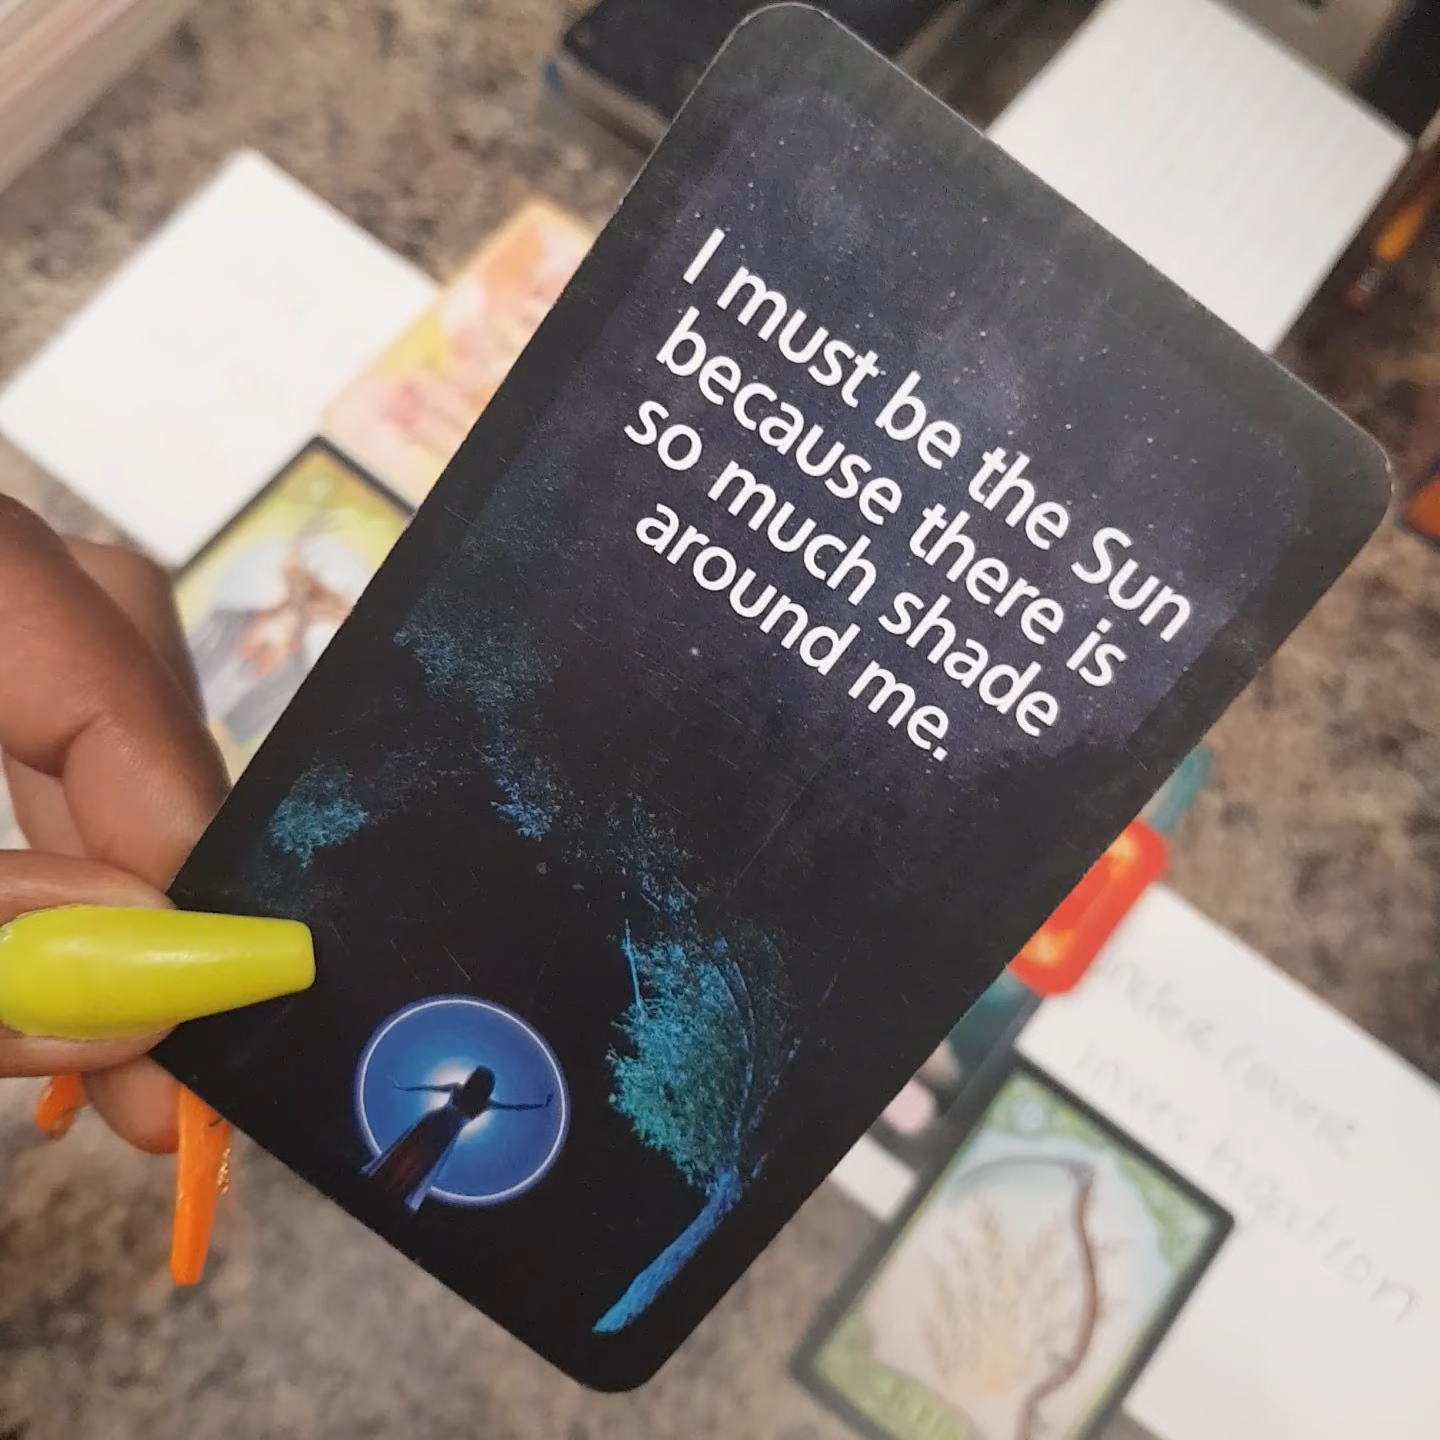 I must be the Sun
because there is
so much shade
around me.